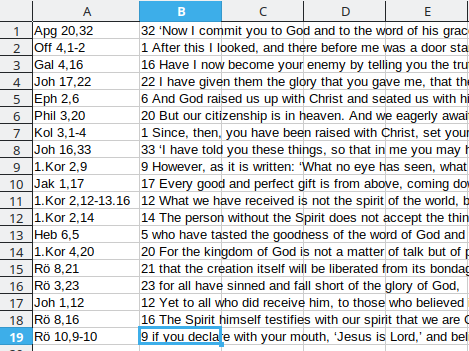 A B C D E
1 Apg 20,32 32 ‘Now I commit you to God and to the word of his grac
2 Off 4,1-2 1 After this I looked, and there before me was a door sta
3 Gal 4,16 16 Have I now become your enemy by telling you the tru
4 Joh 17,22 22 I have given them the glory that you gave me, that the
5 Eph 2,6 6 And God raised us up with Christ and seated us with hi
6 Phil 3,20 20 But our citizenship is in heaven. And we eagerly awai
7 Kol 3,1-4 1 Since, then, you have been raised with Christ, set your
8 Joh 16,33 33 ‘I have told you these things, so that in me you may h
9 1.Kor 2,9 9 However, as it is written: ‘What no eye has seen, what
10 Jak 1,17 17 Every good and perfect gift is from above, coming dow
11 1.Kor 2,12-13.16 12 What we have received is not the spirit of the world, b
12 1.Kor 2,14 14 The person without the Spirit does not accept the thin
13 Heb 6,5 5 who have tasted the goodness of the word of God and
14 1.Kor 4,20 20 For the kingdom of God is not a matter of talk but of p
15 Rö 8,21 21 that the creation itself will be liberated from its bondag
16 Rö 3,23 23 for all have sinned and fall short of the glory of God,
17 Joh 1,12 12 Yet to all who did receive him, to those who believed
18 Rö 8,16 16 The Spirit himself testifies with our spirit that we are G
19 Rö 10,9-10 9 if you declare with your mouth, ‘Jesus is Lord,’ and bel